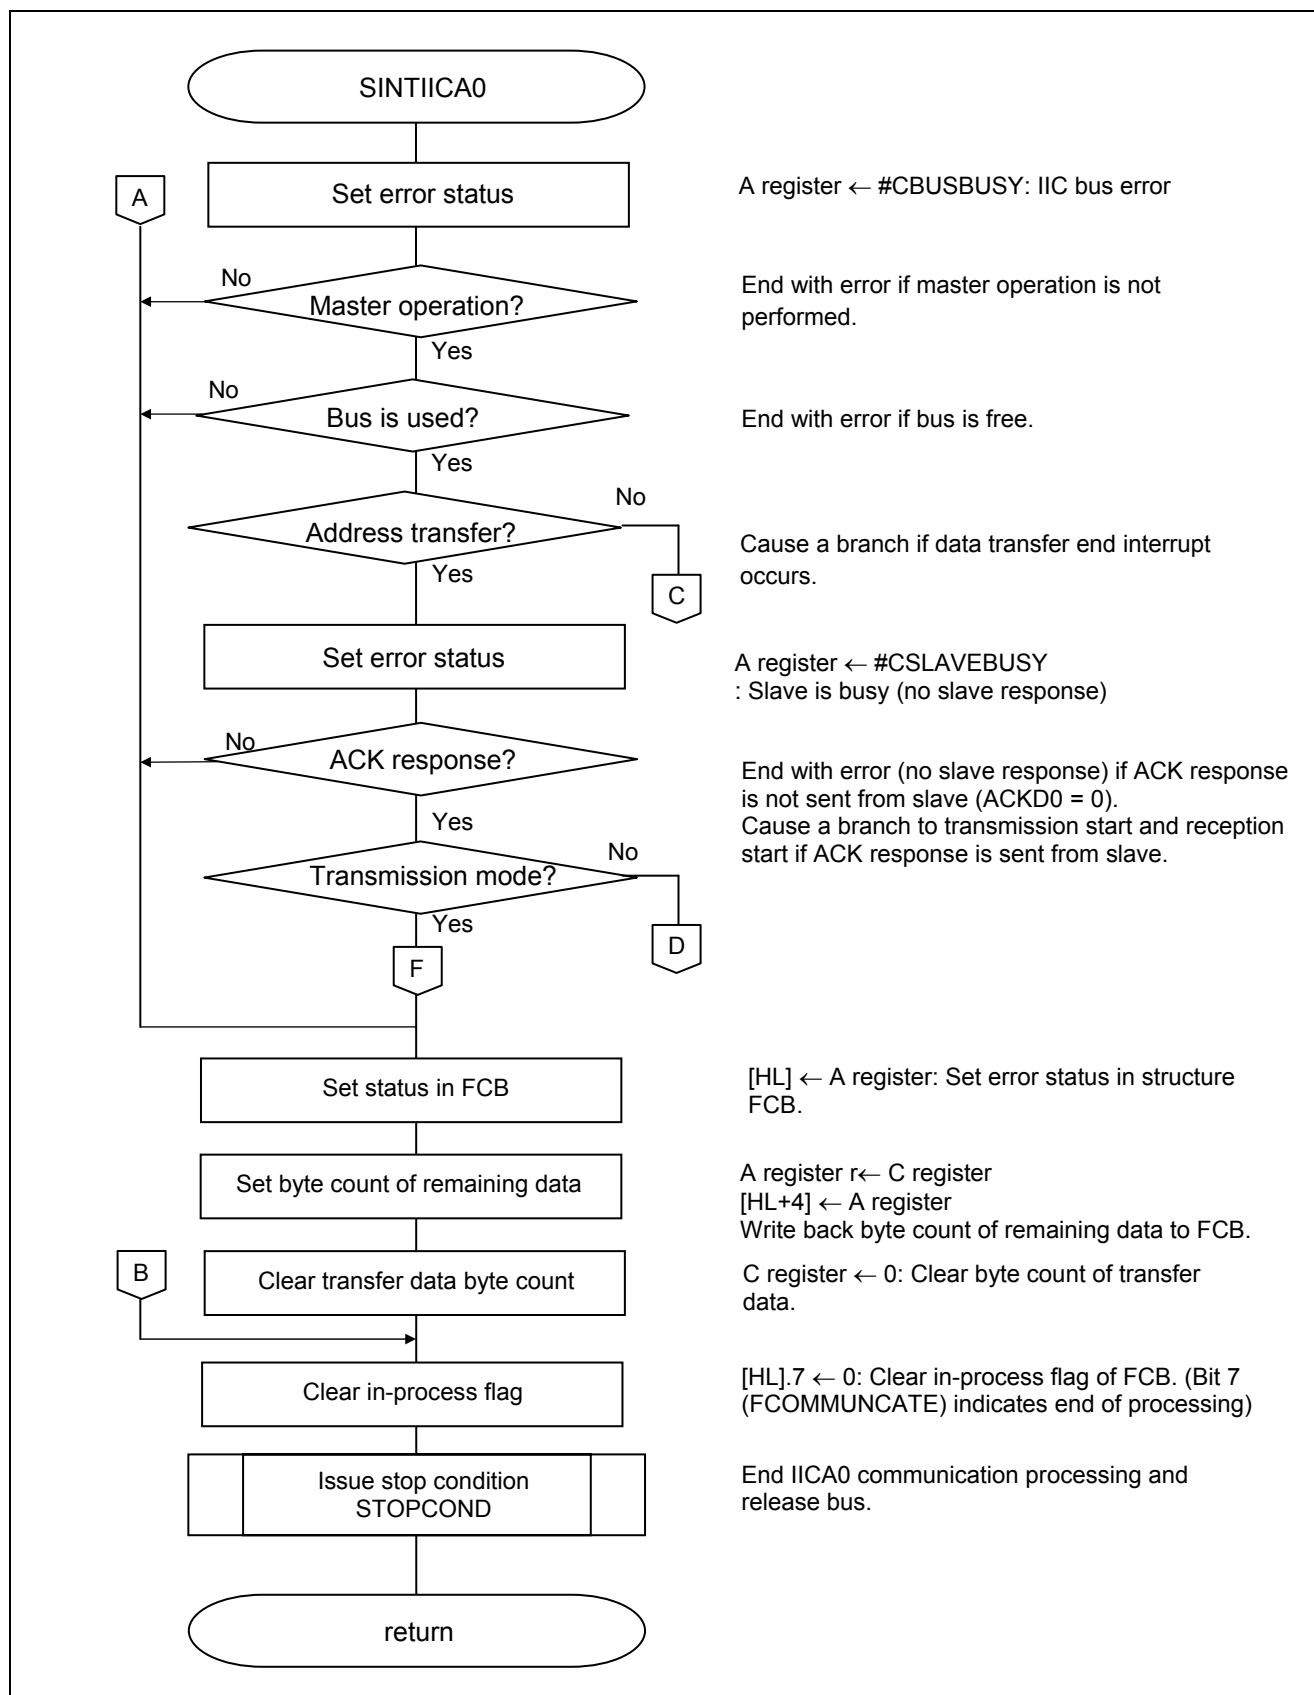 SINTIICA0
A
Set error status
A register ← #CBUSBUSY: IIC bus error
No
Master operation?
End with error if master operation is not
performed.
Yes
No
Bus is used?
End with error if bus is free.
Yes
No
Address transfer?
Cause a branch if data transfer end interrupt
occurs.
Yes
C
Set error status
A register ← #CSLAVEBUSY
: Slave is busy (no slave response)
No
ACK response?
End with error (no slave response) if ACK response
is not sent from slave (ACKD0 = 0).
Cause a branch to transmission start and reception
start if ACK response is sent from slave.
Yes
No
Transmission mode?
Yes
D
F
Set status in FCB
[HL] ← A register: Set error status in structure
FCB.
Set byte count of remaining data
A register r← C register
[HL+4] ← A register
Write back byte count of remaining data to FCB.
B
Clear transfer data byte count
C register ← 0: Clear byte count of transfer
data.
Clear in-process flag
[HL].7 ← 0: Clear in-process flag of FCB. (Bit 7
(FCOMMUNCATE) indicates end of processing)
Issue stop condition
STOPCOND
End IICA0 communication processing and
release bus.
return